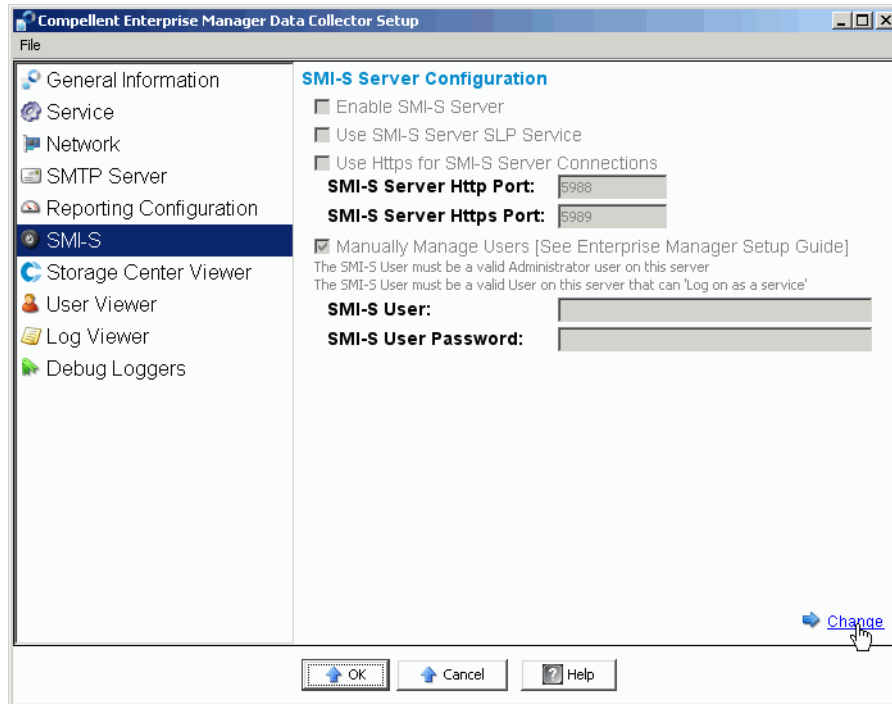 Compellent Enterprise Manager Data Collector Setup
File
General Information
Service
Network
SMTP Server
Reporting Configuration
SMI-S
Storage Center Viewer
User Viewer
Log Viewer
Debug Loggers
SMI-S Server Configuration
Enable SMI-S Server
Use SMI-S Server SLP Service
Use Https for SMI-S Server Connections
SMI-S Server Http Port: 5988
SMI-S Server Https Port: 5989
Manually Manage Users [See Enterprise Manager Setup Guide]
The SMI-S User must be a valid Administrator user on this server
The SMI-S User must be a valid User on this server that can 'Log on as a service'
SMI-S User:
SMI-S User Password:
Change
OK Cancel ? Help